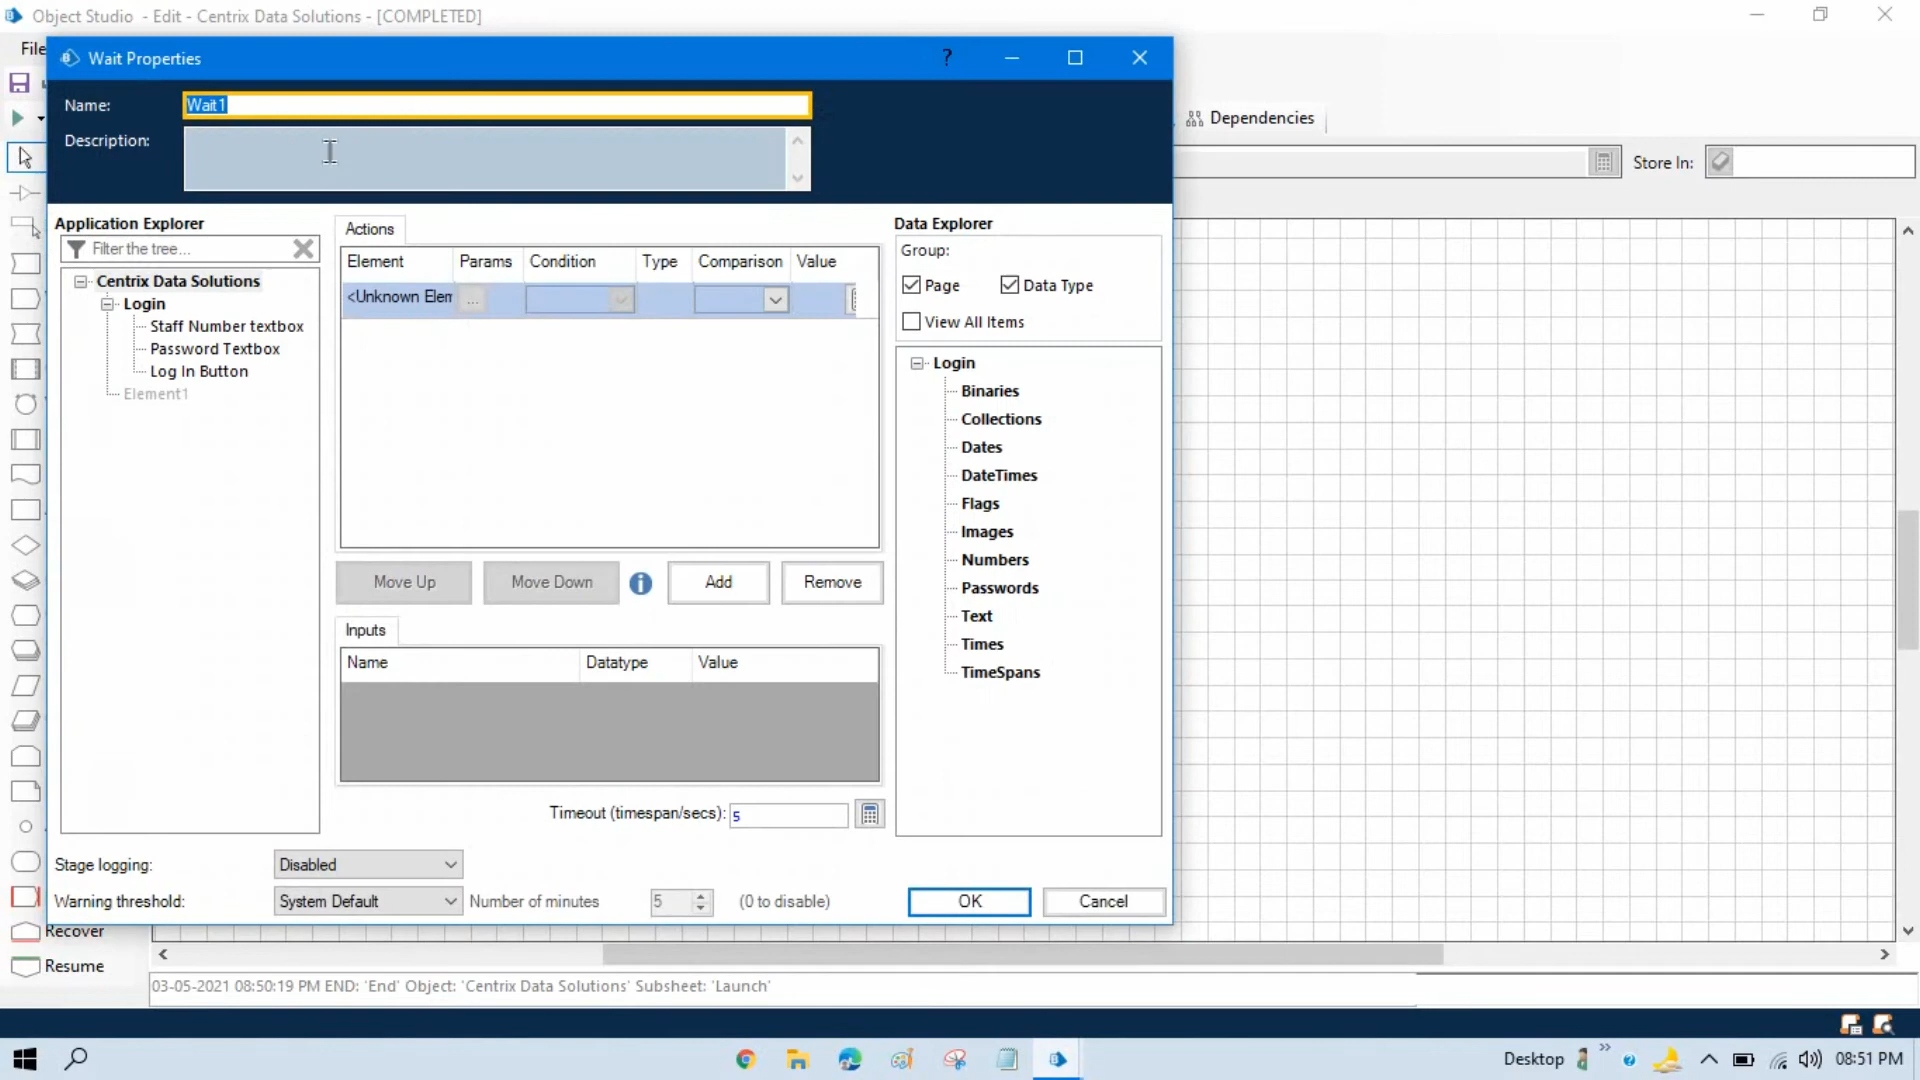 Object Studio - Edit - Centrix Data Solutions - [COMPLETED]
File
Wait Properties
?
Name:
Wait1
Description:
Dependencies
Store In:
Application Explorer
Filter the tree...
Centrix Data Solutions
Login
Staff Number textbox
Password Textbox
Log In Button
Element1
Actions
Element Params Condition Type Comparison Value
<Unknown Elem
...
Move Up
Move Down
Add
Remove
Inputs
Name Datatype Value
Timeout (timespan/secs): 5
Data Explorer
Group:
Page
Data Type
View All Items
Login
Binaries
Collections
Dates
DateTimes
Flags
Images
Numbers
Passwords
Text
Times
TimeSpans
Stage logging: Disabled
Warning threshold: System Default Number of minutes 5 (0 to disable)
OK
Cancel
Recover
Resume
03-05-2021 08:50:19 PM END: 'End' Object: 'Centrix Data Solutions' Subsheet: 'Launch'
Desktop
08:51 PM